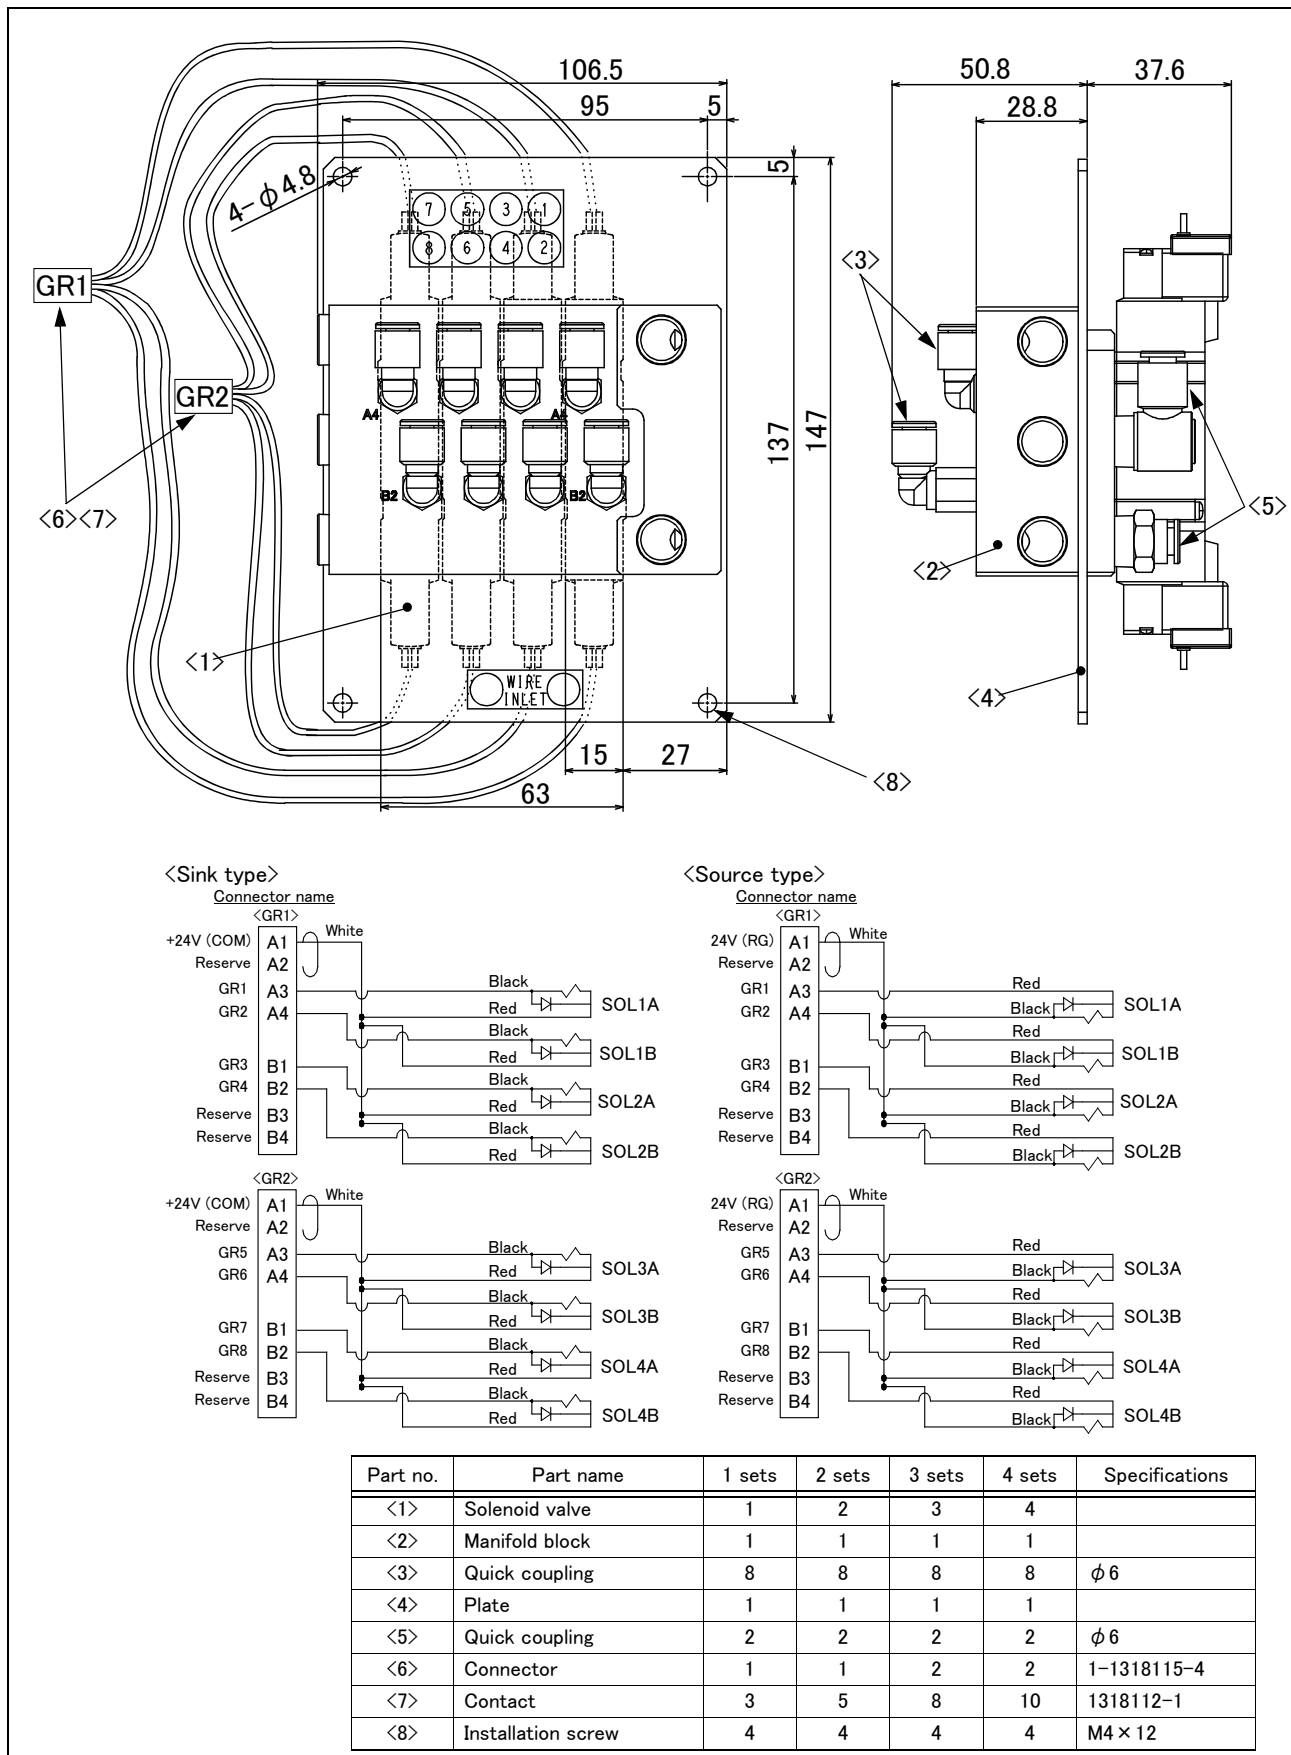 106.5
95
5
5
4-φ4.8
7 5 3 1
8 6 4 2
GR1
GR2
<6><7>
A4 A4
B2 B2
137
147
<1>
WIRE
INLET
15
27
63
<8>
50.8
37.6
28.8
<3>
<5>
<2>
<4>
<Sink type>
Connector name
<GR1>
+24V (COM) A1 White
Reserve A2
GR1 A3 Black
Red SOL1A
GR2 A4 Black
Red SOL1B
GR3 B1 Black
Red SOL2A
GR4 B2 Black
Red SOL2B
Reserve B3
Reserve B4
<GR2>
+24V (COM) A1 White
Reserve A2
GR5 A3 Black
Red SOL3A
GR6 A4 Black
Red SOL3B
GR7 B1 Black
Red SOL4A
GR8 B2 Black
Red SOL4B
Reserve B3
Reserve B4
<Source type>
Connector name
<GR1>
24V (RG) A1 White
Reserve A2
GR1 A3 Red
Black SOL1A
GR2 A4 Red
Black SOL1B
GR3 B1 Red
Black SOL2A
GR4 B2 Red
Black SOL2B
Reserve B3
Reserve B4
<GR2>
24V (RG) A1 White
Reserve A2
GR5 A3 Red
Black SOL3A
GR6 A4 Red
Black SOL3B
GR7 B1 Red
Black SOL4A
GR8 B2 Red
Black SOL4B
Reserve B3
Reserve B4
Part no. Part name 1 sets 2 sets 3 sets 4 sets Specifications
<1> Solenoid valve 1 2 3 4
<2> Manifold block 1 1 1 1
<3> Quick coupling 8 8 8 8 φ6
<4> Plate 1 1 1 1
<5> Quick coupling 2 2 2 2 φ6
<6> Connector 1 1 2 2 1-1318115-4
<7> Contact 3 5 8 10 1318112-1
<8> Installation screw 4 4 4 4 M4×12